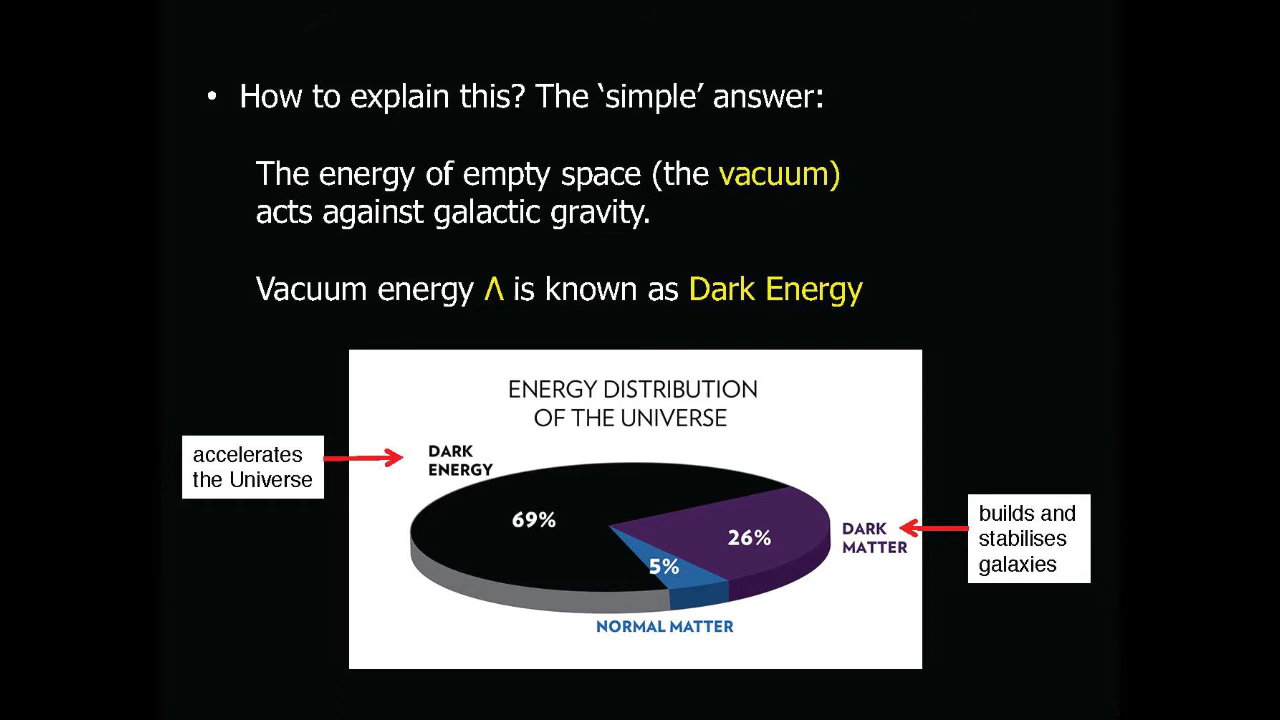 • How to explain this? The ‘simple’ answer:
The energy of empty space (the vacuum)
acts against galactic gravity.
Vacuum energy Λ is known as Dark Energy
ENERGY DISTRIBUTION
OF THE UNIVERSE
accelerates
the Universe
DARK
ENERGY
69%
26%
5%
DARK
MATTER
builds and
stabilises
galaxies
NORMAL MATTER